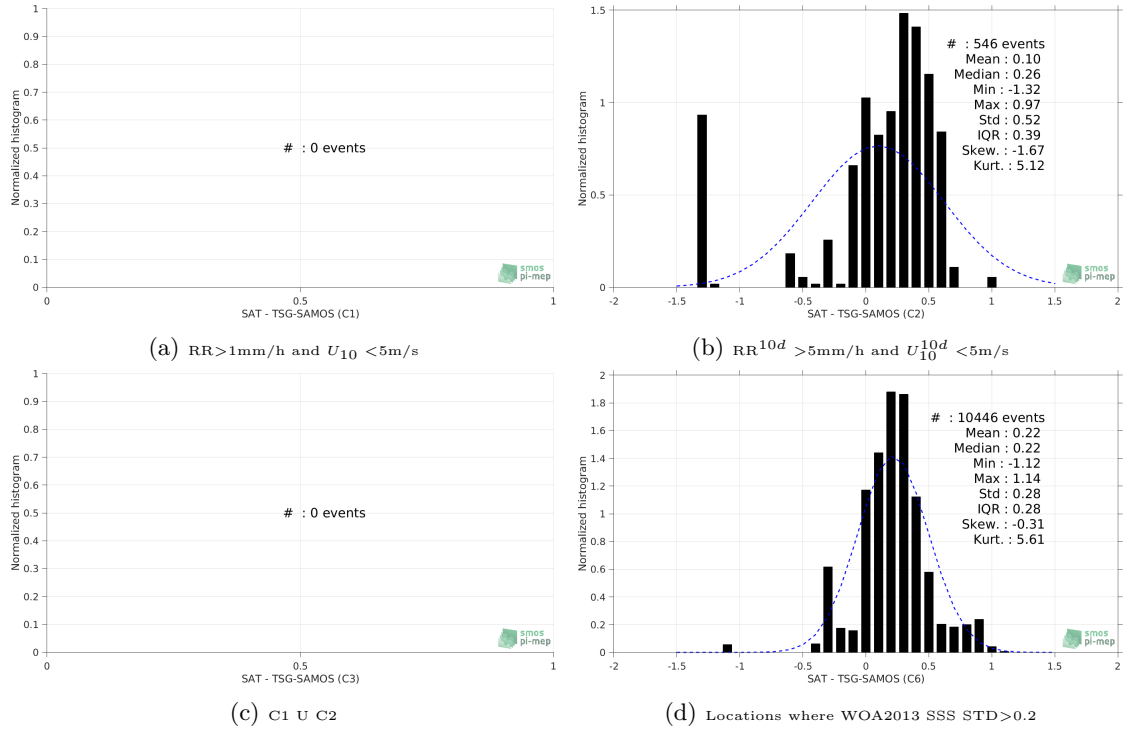 1
0.9
0.8
0.7
0.6
0.5
0.4
0.3
0.2
0.1
0
Normalized histogram
# : 0 events
smos
pi-mep
0 0.5 1
SAT - TSG-SAMOS (C1)
(a) RR>1mm/h and U10 <5m/s
1.5
1
0.5
0
Normalized histogram
# : 546 events
Mean : 0.10
Median : 0.26
Min : -1.32
Max : 0.97
Std : 0.52
IQR : 0.39
Skew. : -1.67
Kurt. : 5.12
smos
pi-mep
-2 -1.5 -1 -0.5 0 0.5 1 1.5 2
SAT - TSG-SAMOS (C2)
(b) RR^10d >5mm/h and U10^10d <5m/s
1
0.9
0.8
0.7
0.6
0.5
0.4
0.3
0.2
0.1
0
Normalized histogram
# : 0 events
smos
pi-mep
0 0.5 1
SAT - TSG-SAMOS (C3)
(c) C1 U C2
2
1.8
1.6
1.4
1.2
1
0.8
0.6
0.4
0.2
0
Normalized histogram
# : 10446 events
Mean : 0.22
Median : 0.22
Min : -1.12
Max : 1.14
Std : 0.28
IQR : 0.28
Skew. : -0.31
Kurt. : 5.61
smos
pi-mep
-2 -1.5 -1 -0.5 0 0.5 1 1.5 2
SAT - TSG-SAMOS (C6)
(d) Locations where WOA2013 SSS STD>0.2